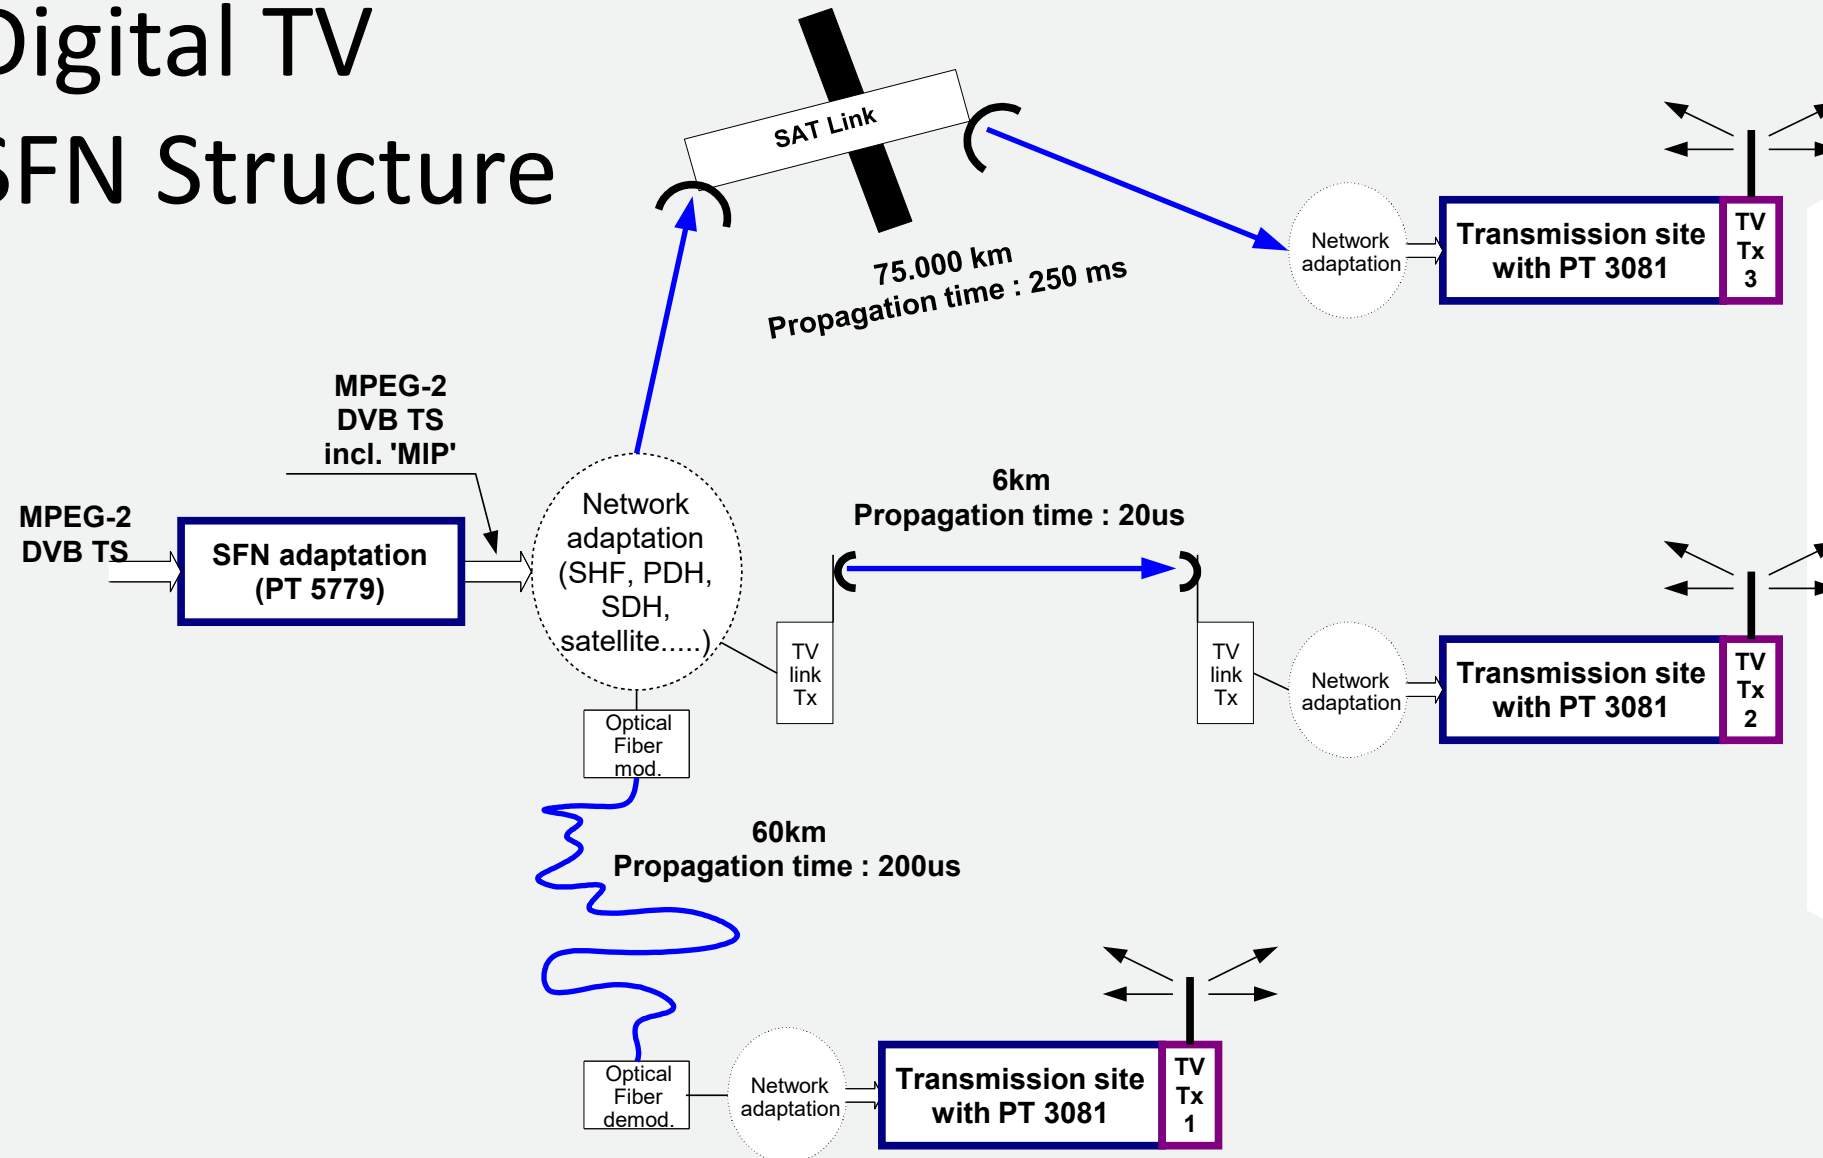 Digital TV
SFN Structure
SAT Link
75.000 km
Propagation time : 250 ms
Network
adaptation
Transmission site
with PT 3081
TV
Tx
3
MPEG-2
DVB TS
incl. 'MIP'
MPEG-2
DVB TS
SFN adaptation
(PT 5779)
Network
adaptation
(SHF, PDH,
SDH,
satellite.....)
6km
Propagation time : 20us
TV
link
Tx
TV
link
Tx
Network
adaptation
Transmission site
with PT 3081
TV
Tx
2
Optical
Fiber
mod.
60km
Propagation time : 200us
Optical
Fiber
demod.
Network
adaptation
Transmission site
with PT 3081
TV
Tx
1